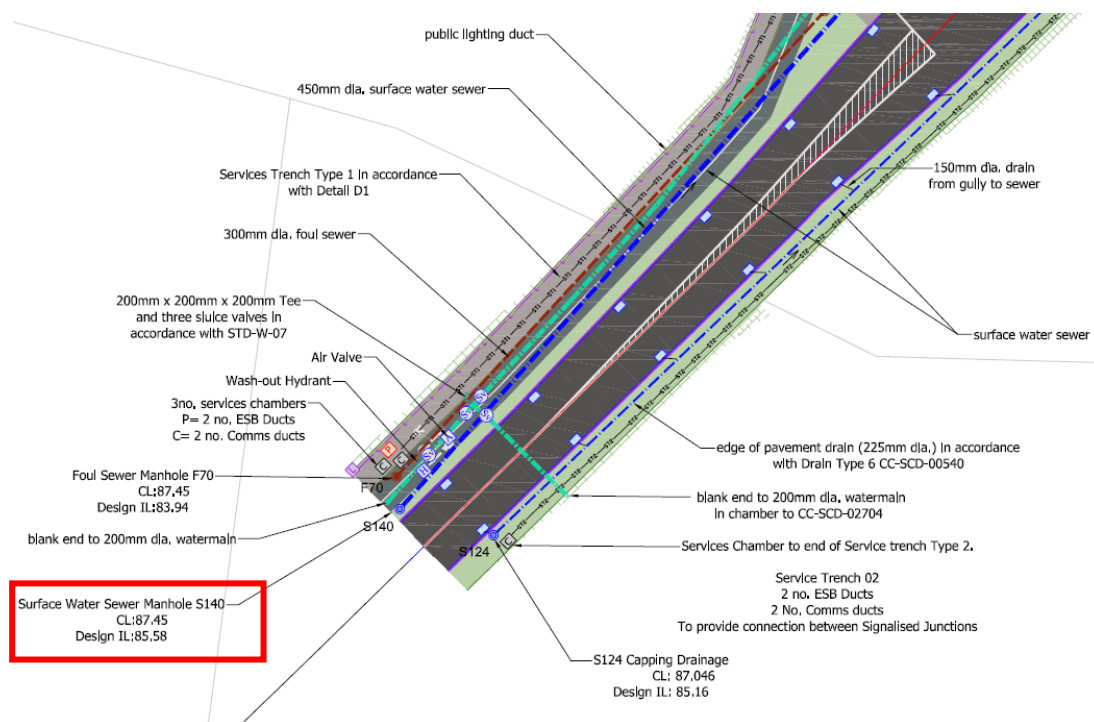 public lighting duct
450mm dia. surface water sewer
Services Trench Type 1 in accordance
with Detail D1
300mm dia. foul sewer
200mm x 200mm x 200mm Tee
and three sluice valves in
accordance with STD-W-07
Air Valve
Wash-out Hydrant
3no. services chambers
P= 2 no. ESB Ducts
C= 2 no. Comms ducts
Foul Sewer Manhole F70
CL:87.45
Design IL:83.94
blank end to 200mm dia. watermain
Surface Water Sewer Manhole S140
CL:87.45
Design IL:85.58
150mm dia. drain
from gully to sewer
surface water sewer
edge of pavement drain (225mm dia.) in accordance
with Drain Type 6 CC-SCD-00540
blank end to 200mm dia. watermain
in chamber to CC-SCD-02704
Services Chamber to end of Service trench Type 2.
Service Trench 02
2 no. ESB Ducts
2 No. Comms ducts
To provide connection between Signalised Junctions
S124 Capping Drainage
CL: 87.046
Design IL: 85.16
F70
S140
S124
P
C
C
C
H
SV
SV
SV
SV
ST1
ST2